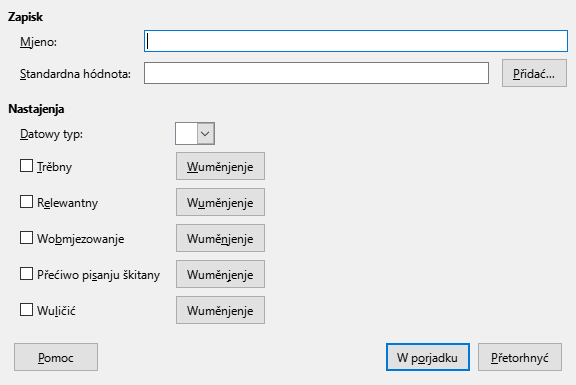 Zapisk
Mjeno:
Standardna hódnota:
Přidać...
Nastajenja
Datowy typ:
Trěbny
Wuměnjenje
Relewantny
Wuměnjenje
Wobmjezowanje
Wuměnjenje
Přećiwo pisanju škitany
Wuměnjenje
Wuličić
Wuměnjenje
Pomoc
W porjadku
Přetorhnyć